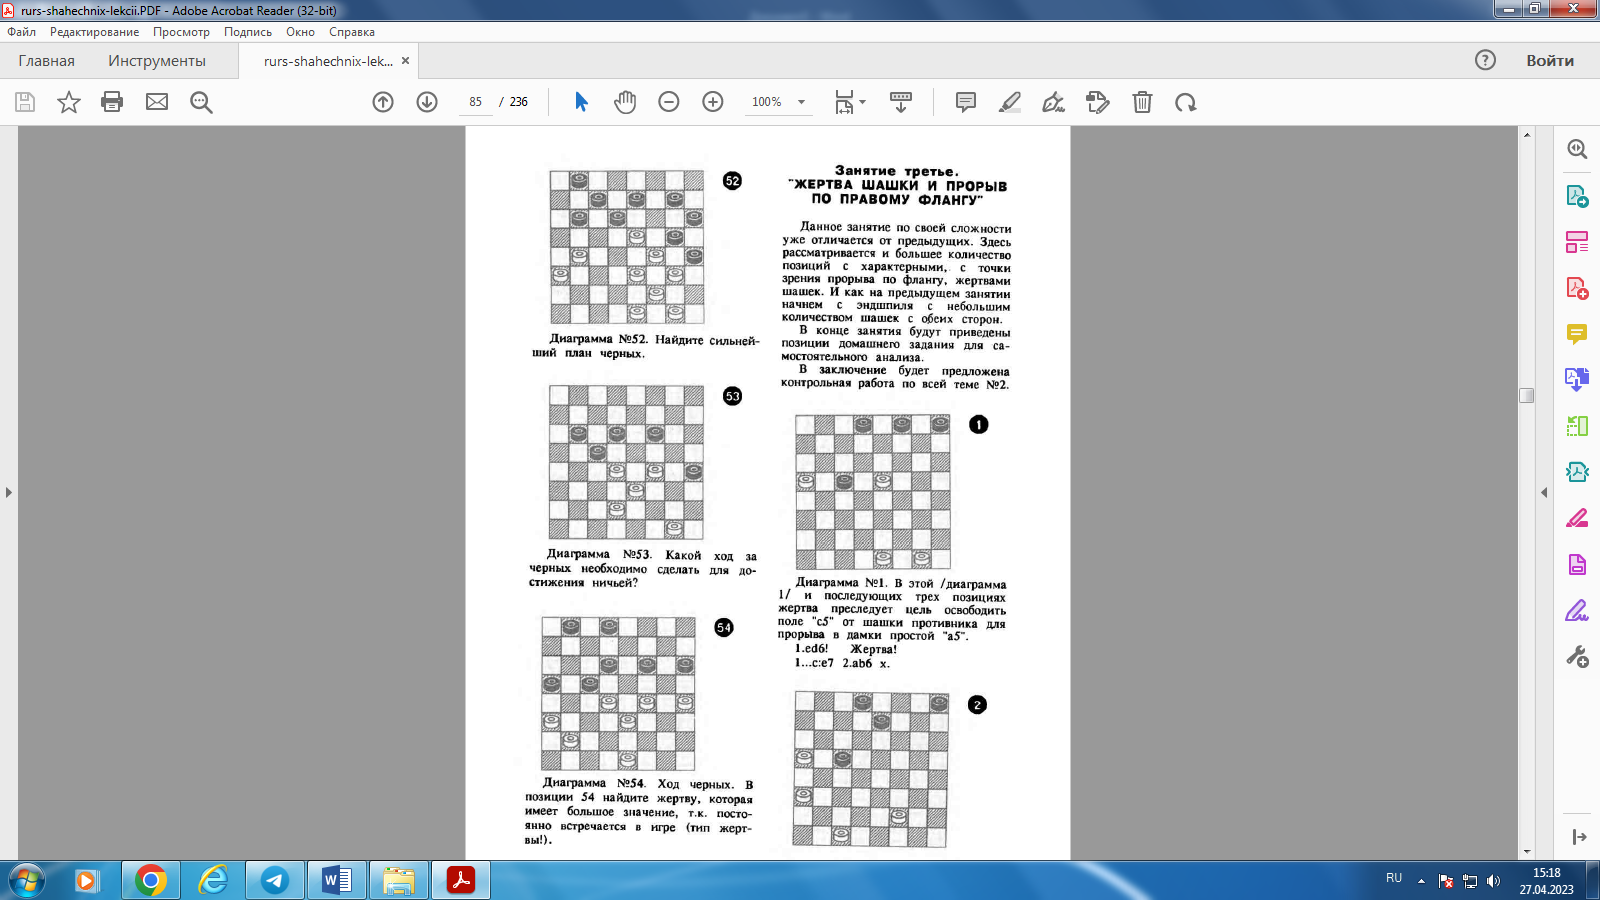 rurs-shahechnix-lekcii.PDF - Adobe Acrobat Reader (32-bit)
Файл Редактирование Просмотр Подпись Окно Справка
Главная Инструменты rurs-shahechnix-lek... × Войти
85 / 236 100%
52
Диаграмма №52. Найдите сильней-
ший план черных.
53
Диаграмма №53. Какой ход за
черных необходимо сделать для до-
стижения ничьей?
54
Диаграмма №54. Ход черных. В
позиции 54 найдите жертву, которая
имеет большое значение, т.к. посто-
янно встречается в игре (тип жерт-
вы!).
Занятие третье.
"ЖЕРТВА ШАШКИ И ПРОРЫВ
ПО ПРАВОМУ ФЛАНГУ"
Данное занятие по своей сложности
уже отличается от предыдущих. Здесь
рассматривается и большее количество
позиций с характерными, с точки
зрения прорыва по флангу, жертвами
шашек. И как на предыдущем занятии
начнем с эндшпиля с небольшим
количеством шашек с обеих сторон.
В конце занятия будут приведены
позиции домашнего задания для са-
мостоятельного анализа.
В заключение будет предложена
контрольная работа по всей теме №2.
1
Диаграмма №1. В этой /диаграмма
1/ и последующих трех позициях
жертва преследует цель освободить
поле "c5" от шашки противника для
прорыва в дамки простой "a5".
1.ed6! Жертва!
1...c:e7 2.ab6 x.
2
RU 15:18
27.04.2023